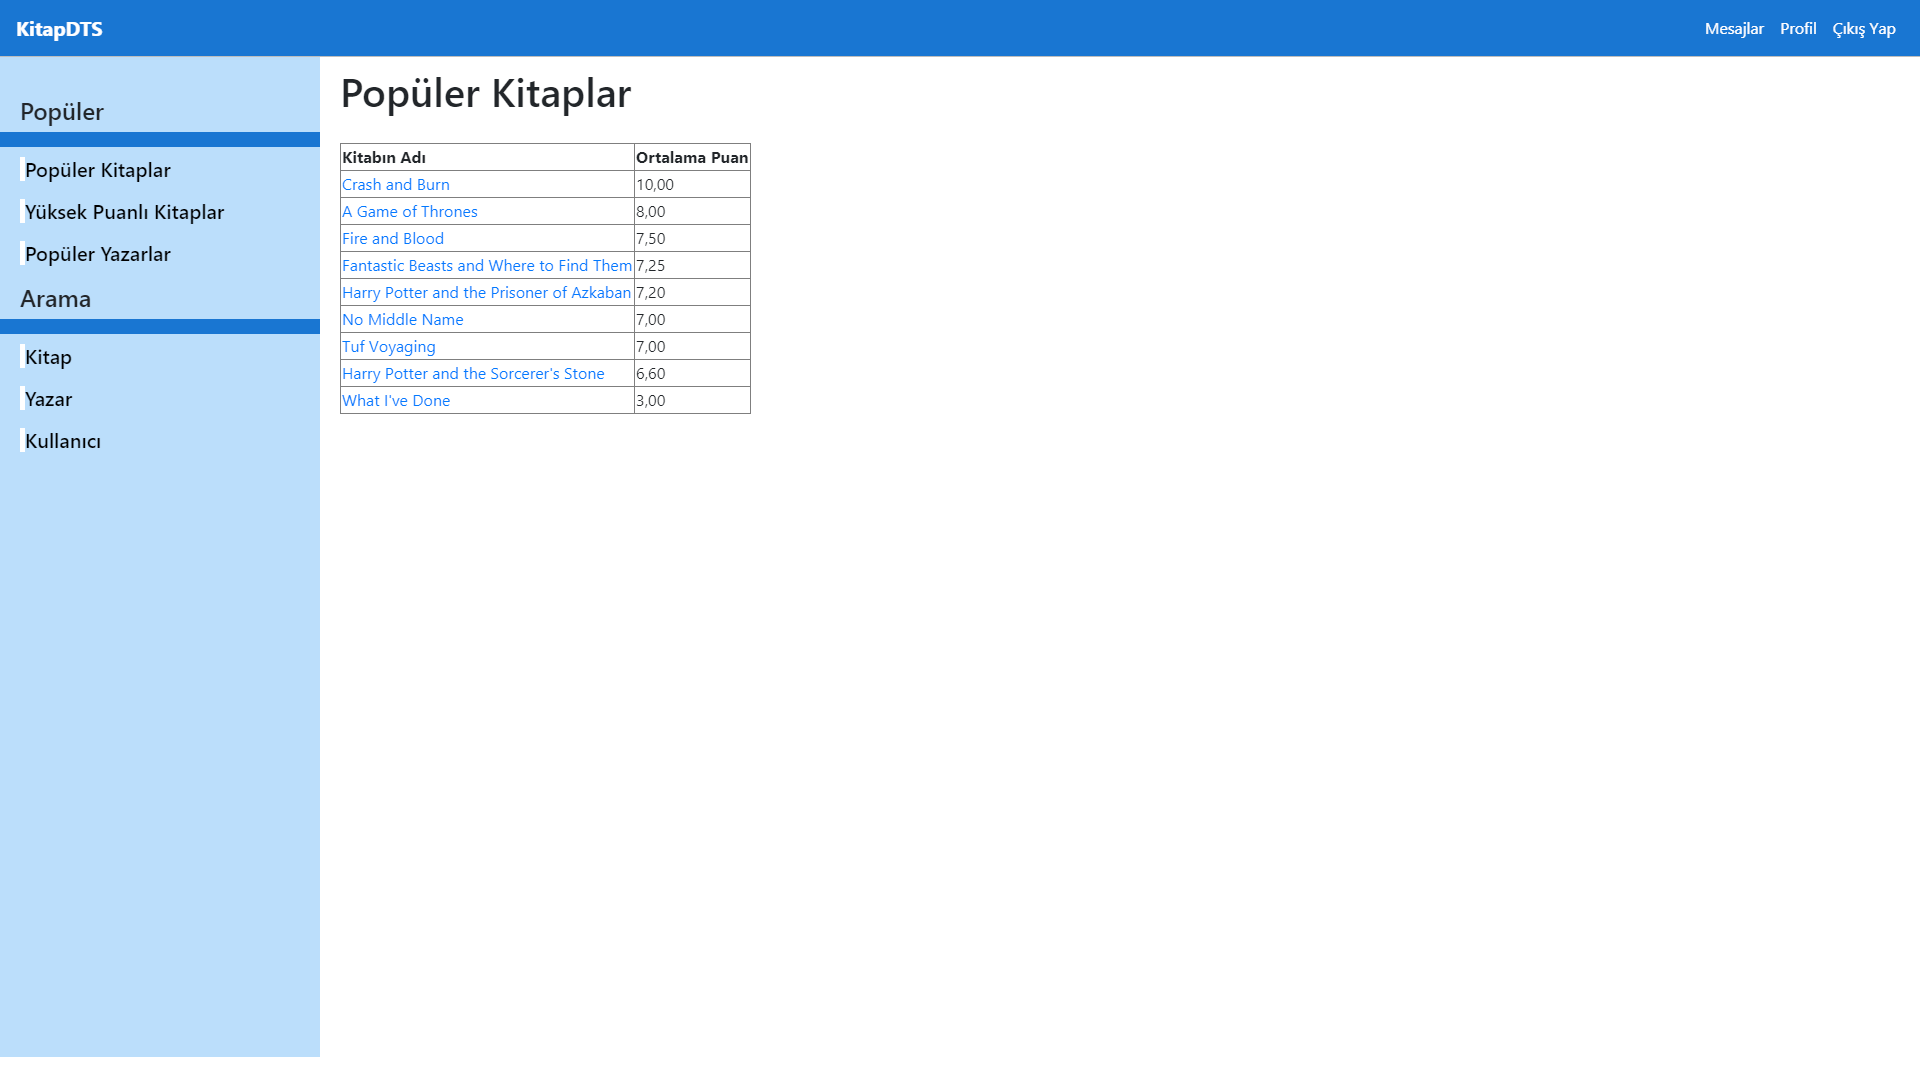 KitapDTS
Mesajlar Profil Çıkış Yap
Popüler
Popüler Kitaplar
Yüksek Puanlı Kitaplar
Popüler Yazarlar
Arama
Kitap
Yazar
Kullanıcı
Popüler Kitaplar
Kitabın Adı Ortalama Puan
Crash and Burn 10,00
A Game of Thrones 8,00
Fire and Blood 7,50
Fantastic Beasts and Where to Find Them 7,25
Harry Potter and the Prisoner of Azkaban 7,20
No Middle Name 7,00
Tuf Voyaging 7,00
Harry Potter and the Sorcerer's Stone 6,60
What I've Done 3,00